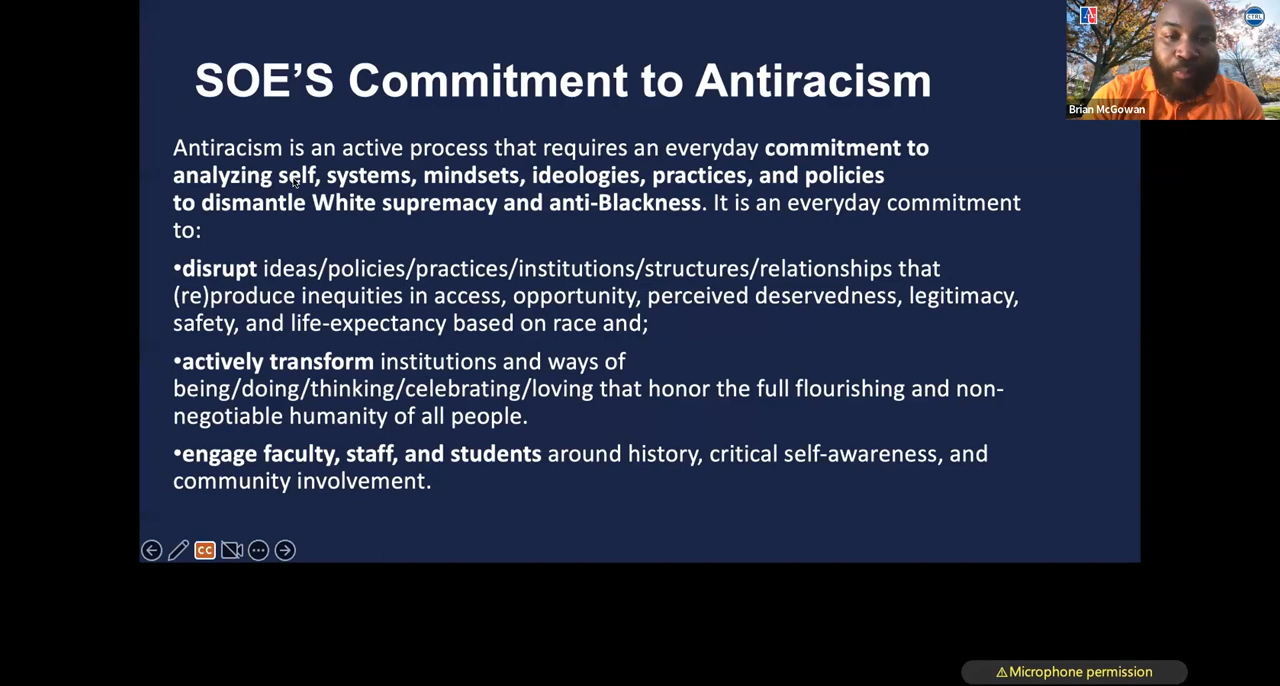 SOE'S Commitment to Antiracism
Antiracism is an active process that requires an everyday commitment to
analyzing self, systems, mindsets, ideologies, practices, and policies
to dismantle White supremacy and anti-Blackness. It is an everyday commitment
to:
•disrupt ideas/policies/practices/institutions/structures/relationships that
(re)produce inequities in access, opportunity, perceived deservedness, legitimacy,
safety, and life-expectancy based on race and;
•actively transform institutions and ways of
being/doing/thinking/celebrating/loving that honor the full flourishing and non-
negotiable humanity of all people.
•engage faculty, staff, and students around history, critical self-awareness, and
community involvement.
CC
CTRL
Brian McGowan
⚠Microphone permission